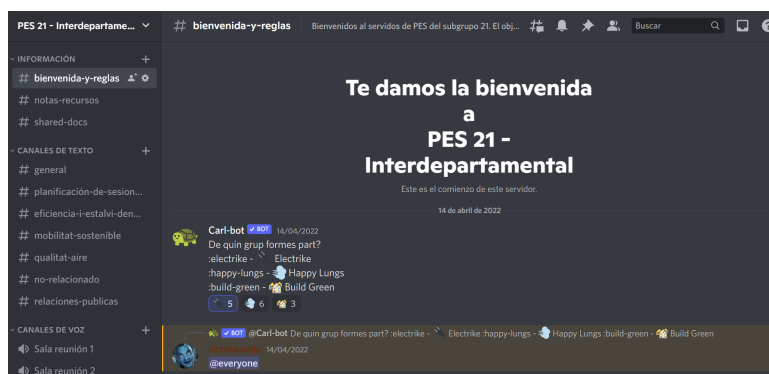 PES 21 - Interdepartame...
bienvenida-y-reglas
Bienvenidos al servidos de PES del subgrupo 21. El obj...
Buscar
INFORMACIÓN
bienvenida-y-reglas
notas-recursos
shared-docs
CANALES DE TEXTO
general
planificación-de-sesion...
eficiencia-i-estalvi-den...
mobilitat-sostenible
qualitat-aire
no-relacionado
relaciones-publicas
CANALES DE VOZ
Sala reunión 1
Sala reunión 2
Te damos la bienvenida
a
PES 21 -
Interdepartamental
Este es el comienzo de este servidor.
14 de abril de 2022
Carl-bot BOT 14/04/2022
De quin grup formes part?
:electrike - Electrike
:happy-lungs - Happy Lungs
:build-green - Build Green
5 6 3
BOT @Carl-bot De quin grup formes part? :electrike - Electrike :happy-lungs - Happy Lungs :build-green - Build Green
14/04/2022
@everyone